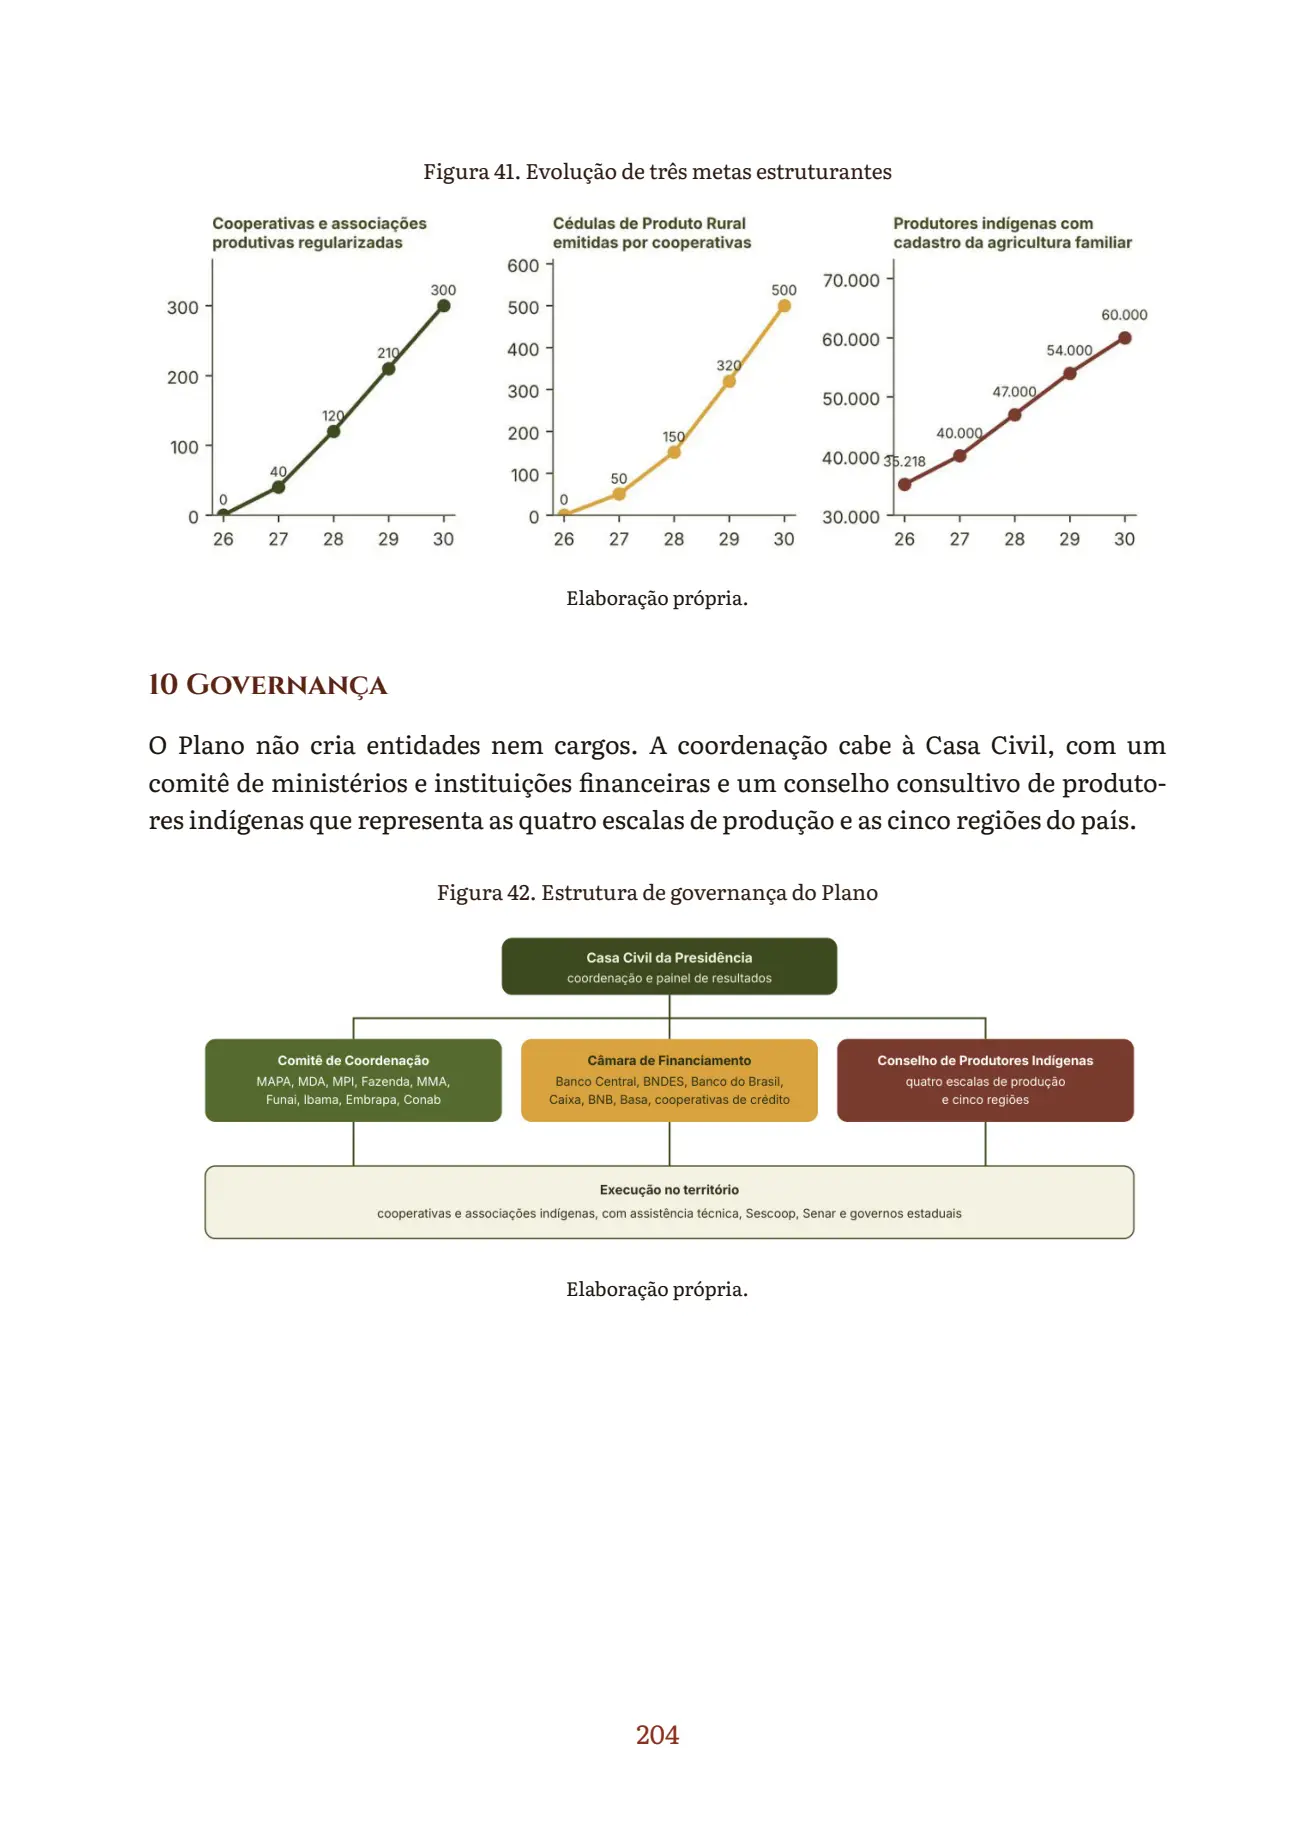 Figura 41. Evolução de três metas estruturantes
Cooperativas e associações
produtivas regularizadas
300
200
100
0
0
40
120
210
300
26 27 28 29 30
Cédulas de Produto Rural
emitidas por cooperativas
600
500
400
300
200
100
0
0
50
150
320
500
26 27 28 29 30
Produtores indígenas com
cadastro da agricultura familiar
70.000
60.000
50.000
40.000
30.000
35.218
40.000
47.000
54.000
60.000
26 27 28 29 30
Elaboração própria.
10 Governança
O Plano não cria entidades nem cargos. A coordenação cabe à Casa Civil, com um
comitê de ministérios e instituições financeiras e um conselho consultivo de produto-
res indígenas que representa as quatro escalas de produção e as cinco regiões do país.
Figura 42. Estrutura de governança do Plano
Casa Civil da Presidência
coordenação e painel de resultados
Comitê de Coordenação
MAPA, MDA, MPI, Fazenda, MMA,
Funai, Ibama, Embrapa, Conab
Câmara de Financiamento
Banco Central, BNDES, Banco do Brasil,
Caixa, BNB, Basa, cooperativas de crédito
Conselho de Produtores Indígenas
quatro escalas de produção
e cinco regiões
Execução no território
cooperativas e associações indígenas, com assistência técnica, Sescoop, Senar e governos estaduais
Elaboração própria.
204